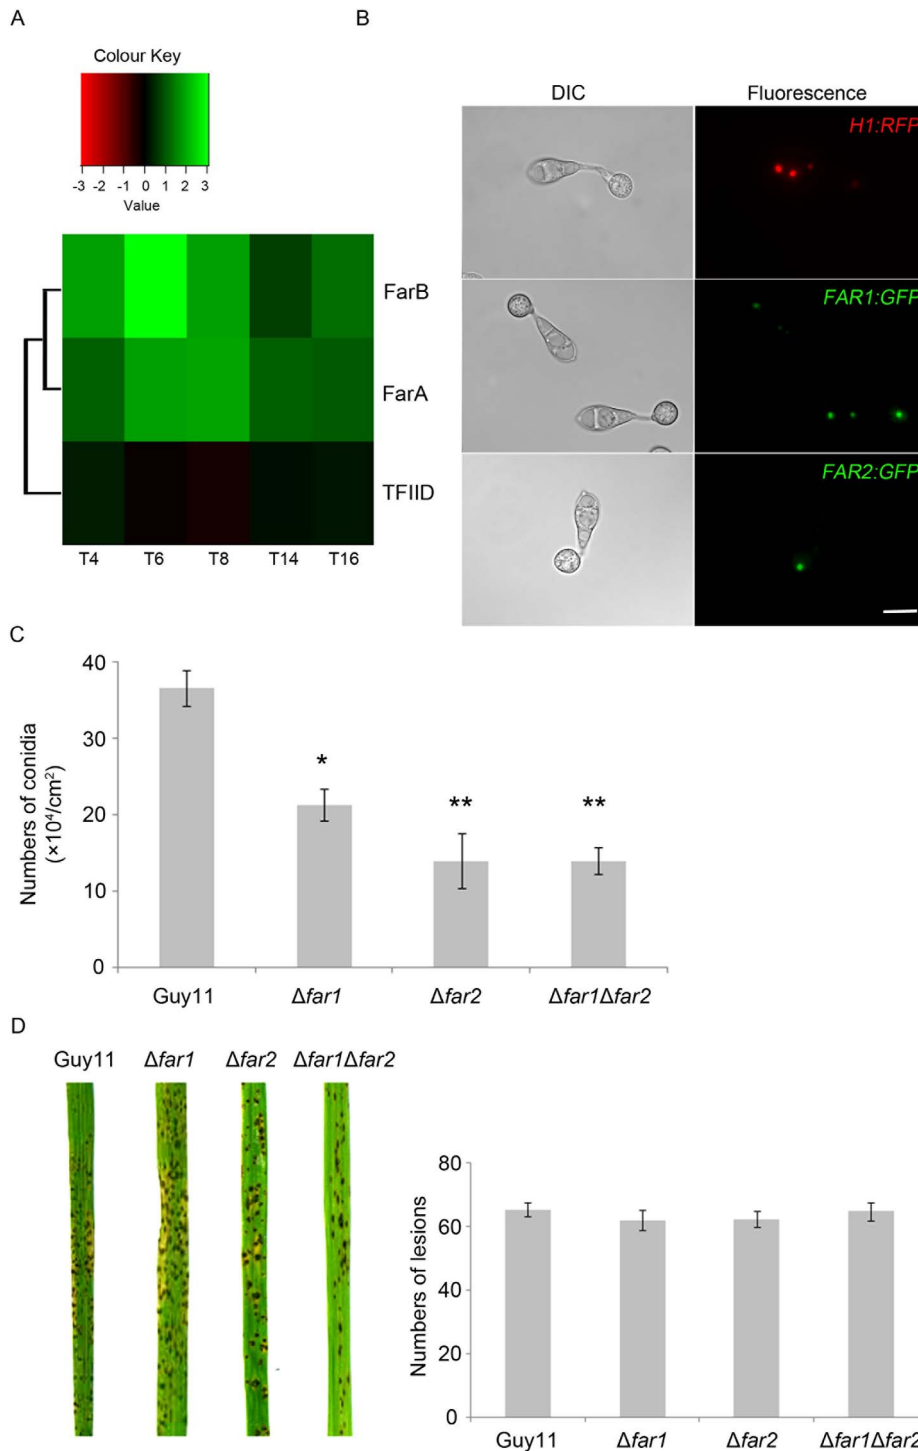 A
B
Colour Key
-3 -2 -1 0 1 2 3
Value
FarB
FarA
TFIID
T4 T6 T8 T14 T16
DIC Fluorescence
H1:RFP
FAR1:GFP
FAR2:GFP
C
Numbers of conidia
(×10⁴/cm²)
40
30
20
10
0
*
**
**
Guy11 Δfar1 Δfar2 Δfar1Δfar2
D
Guy11 Δfar1 Δfar2 Δfar1Δfar2
Numbers of lesions
80
60
40
20
0
Guy11 Δfar1 Δfar2 Δfar1Δfar2